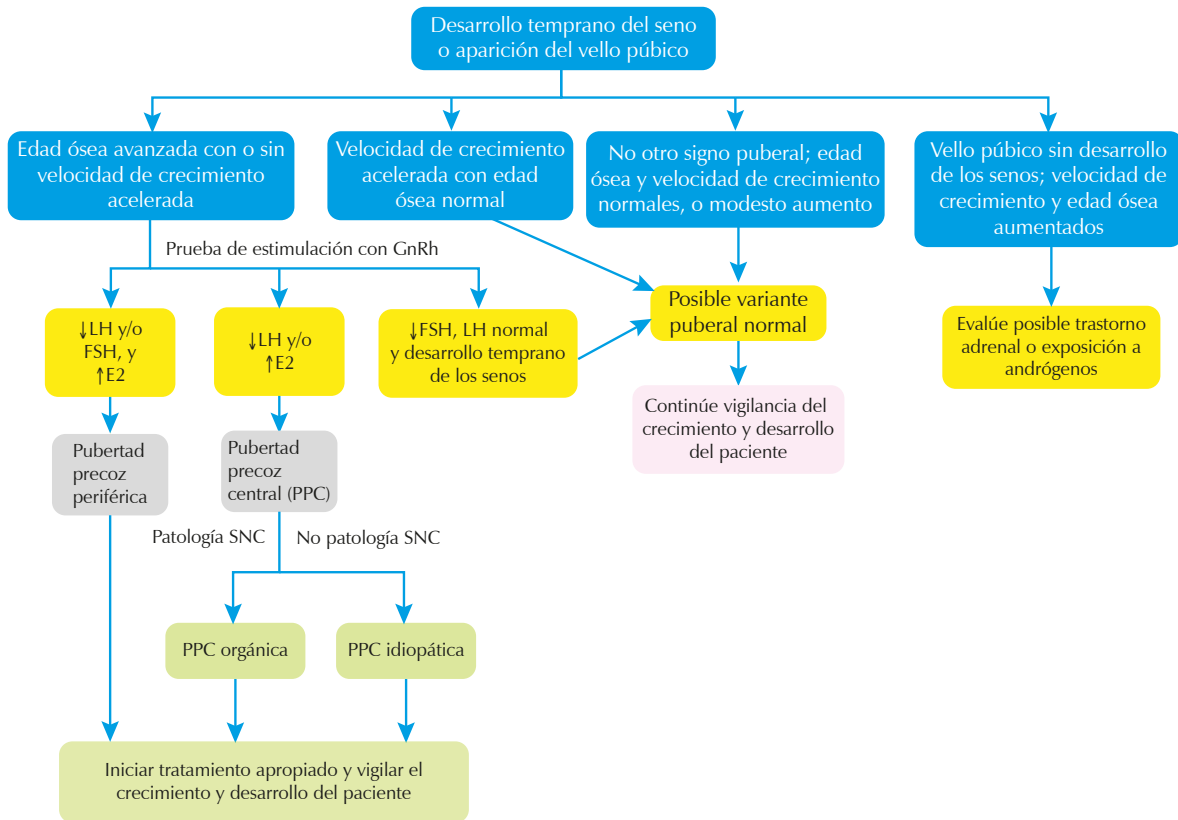 Desarrollo temprano del seno
o aparición del vello púbico
Edad ósea avanzada con o sin
velocidad de crecimiento
acelerada
Velocidad de crecimiento
acelerada con edad
ósea normal
No otro signo puberal; edad
ósea y velocidad de crecimiento
normales, o modesto aumento
Vello púbico sin desarrollo
de los senos; velocidad de
crecimiento y edad ósea
aumentados
Prueba de estimulación con GnRh
↓LH y/o
FSH, y
↑E2
↓LH y/o
↑E2
↓FSH, LH normal
y desarrollo temprano
de los senos
Posible variante
puberal normal
Evalúe posible trastorno
adrenal o exposición a
andrógenos
Pubertad
precoz
periférica
Pubertad
precoz
central (PPC)
Continúe vigilancia del
crecimiento y desarrollo
del paciente
Patología SNC
No patología SNC
PPC orgánica
PPC idiopática
Iniciar tratamiento apropiado y vigilar el
crecimiento y desarrollo del paciente